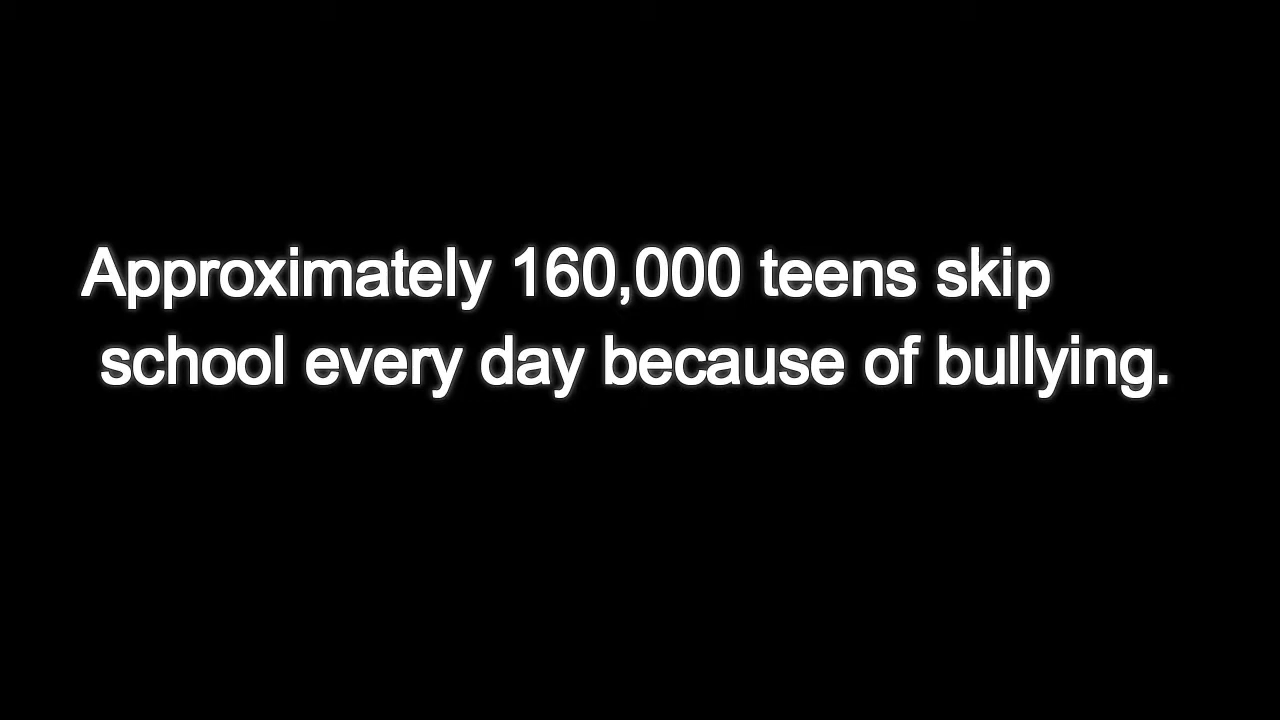 Approximately 160,000 teens skip
school every day because of bullying.